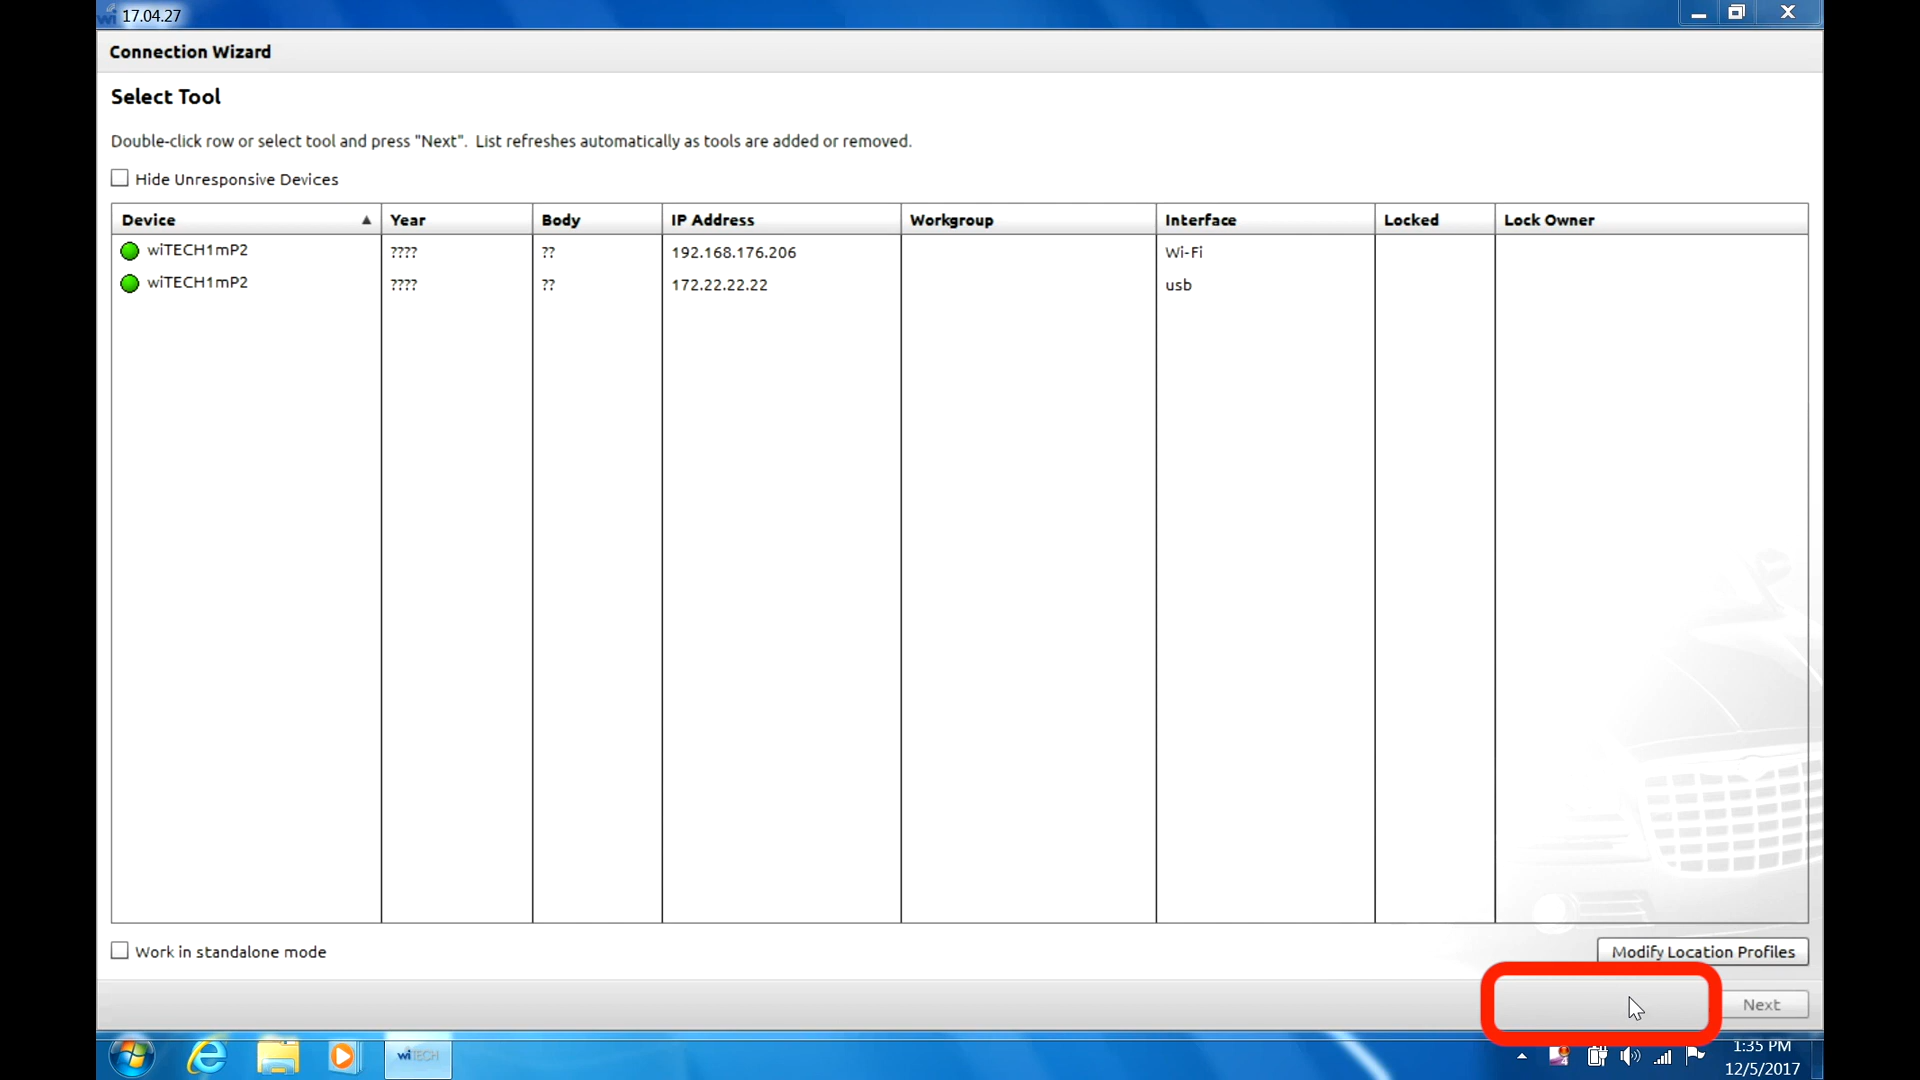 wi 17.04.27
Connection Wizard
Select Tool
Double-click row or select tool and press "Next". List refreshes automatically as tools are added or removed.
Hide Unresponsive Devices
Device Year Body IP Address Workgroup Interface Locked Lock Owner
wiTECH1mP2 ???? ?? 192.168.176.206 Wi-Fi
wiTECH1mP2 ???? ?? 172.22.22.22 usb
Work in standalone mode
Modify Location Profiles
Next
wiTECH
1:35 PM
12/5/2017